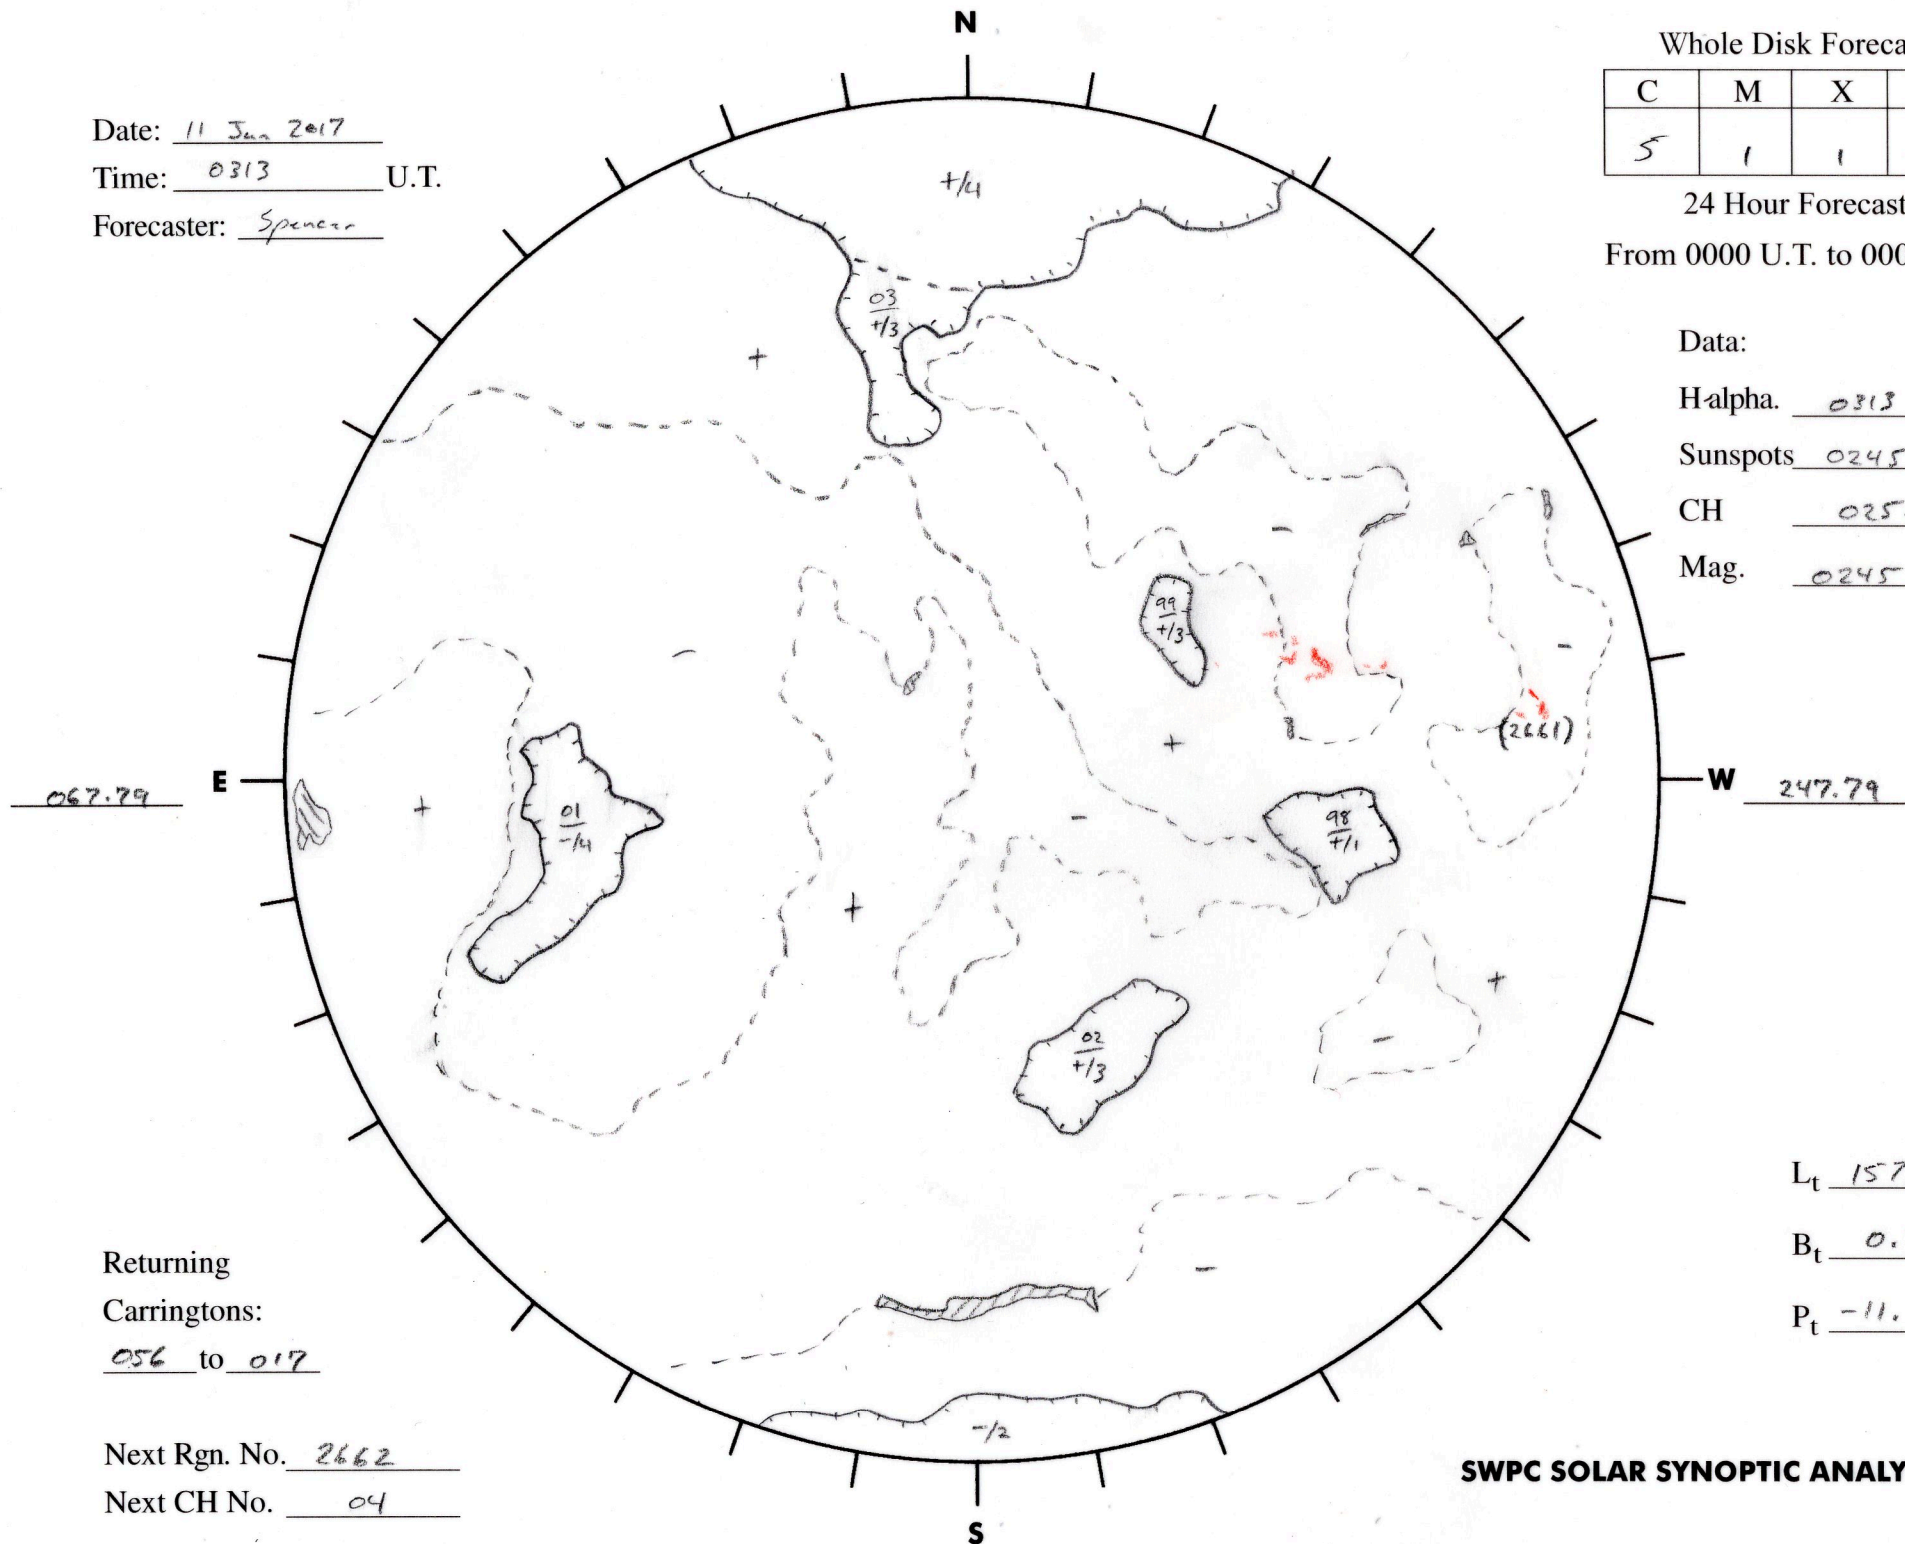 N
Whole Disk Foreca
C M X
5 1 1
24 Hour Forecast
From 0000 U.T. to 000
Date: 11 Jun 2017
Time: 0313 U.T.
Forecaster: Spencer
Data:
H-alpha. 0313
Sunspots 0245
CH 025
Mag. 0245
+/4
03
+/3
+
-
99
+/3
-
-
(2661)
+
067.79 E
W 247.79
+
01
-/4
-
98
+/1
+
+
02
+/3
-
Lt 157
Bt 0.
Pt -11.
Returning
Carringtons:
056 to 017
-
-/2
Next Rgn. No. 2662
Next CH No. 04
SWPC SOLAR SYNOPTIC ANALY
S